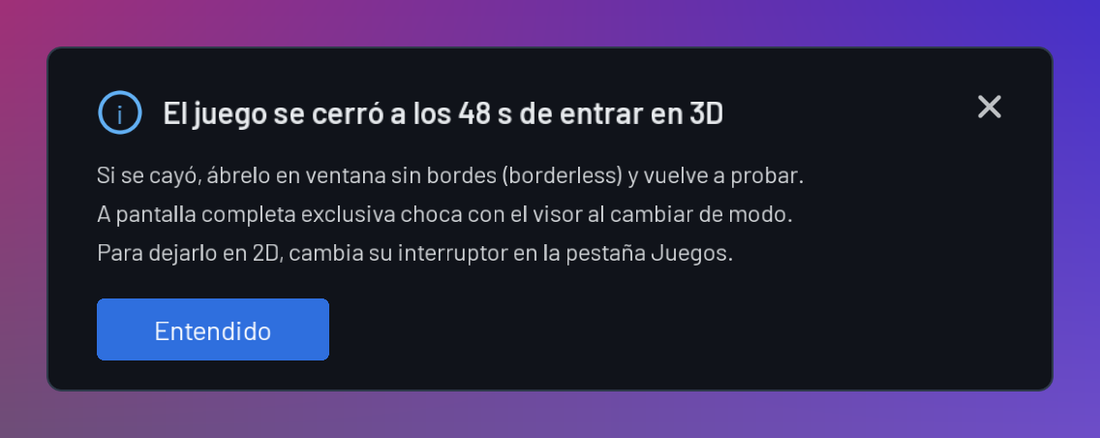 El juego se cerró a los 48 s de entrar en 3D
Si se cayó, ábrelo en ventana sin bordes (borderless) y vuelve a probar.
A pantalla completa exclusiva choca con el visor al cambiar de modo.
Para dejarlo en 2D, cambia su interruptor en la pestaña Juegos.
Entendido